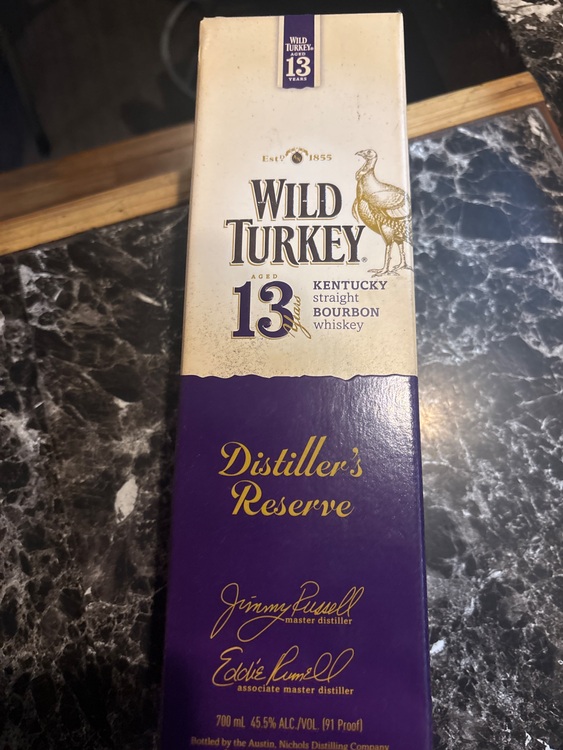 WILD
TURKEY®
AGED
13
YEARS
Estd 1855
WILD
TURKEY®
AGED
13 Years
KENTUCKY
straight
BOURBON
whiskey
Distiller's
Reserve
Jimmy Russell
master distiller
Eddie Russell
associate master distiller
700 mL 45.5% ALC./VOL. (91 Proof)
Bottled by the Austin, Nichols Distilling Company